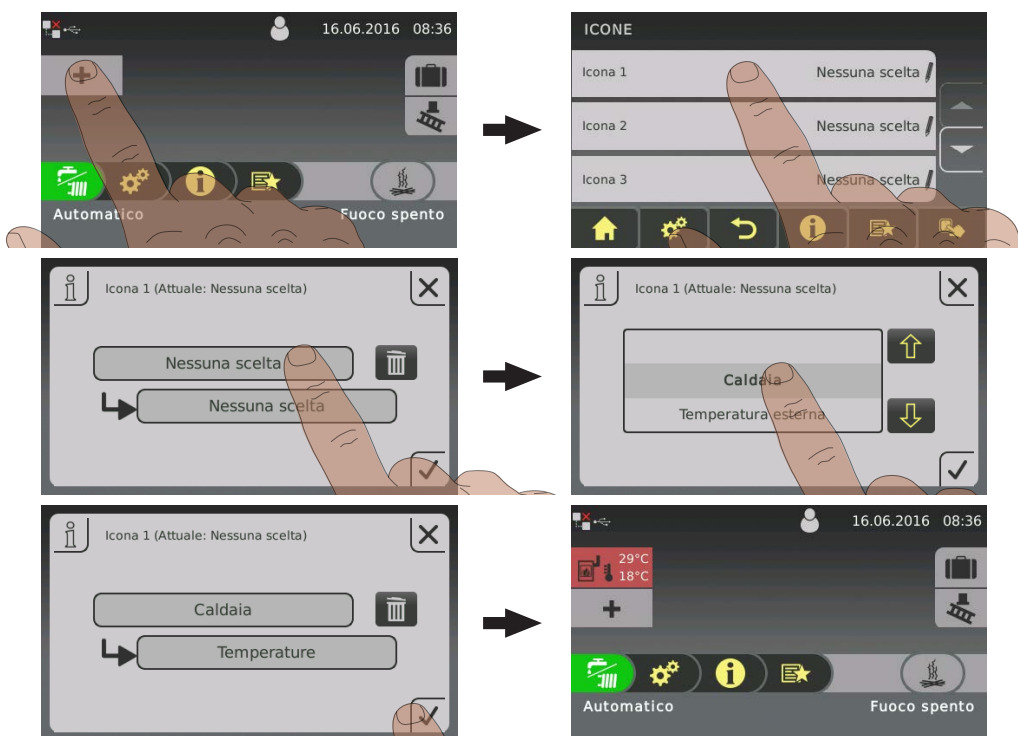 16.06.2016 08:36
Automatico
Fuoco spento
ICONE
Icona 1 Nessuna scelta
Icona 2 Nessuna scelta
Icona 3 Nessuna scelta
Icona 1 (Attuale: Nessuna scelta)
Nessuna scelta
Nessuna scelta
Icona 1 (Attuale: Nessuna scelta)
Caldaia
Temperatura esterna
Icona 1 (Attuale: Nessuna scelta)
Caldaia
Temperature
16.06.2016 08:36
29°C
18°C
Automatico
Fuoco spento